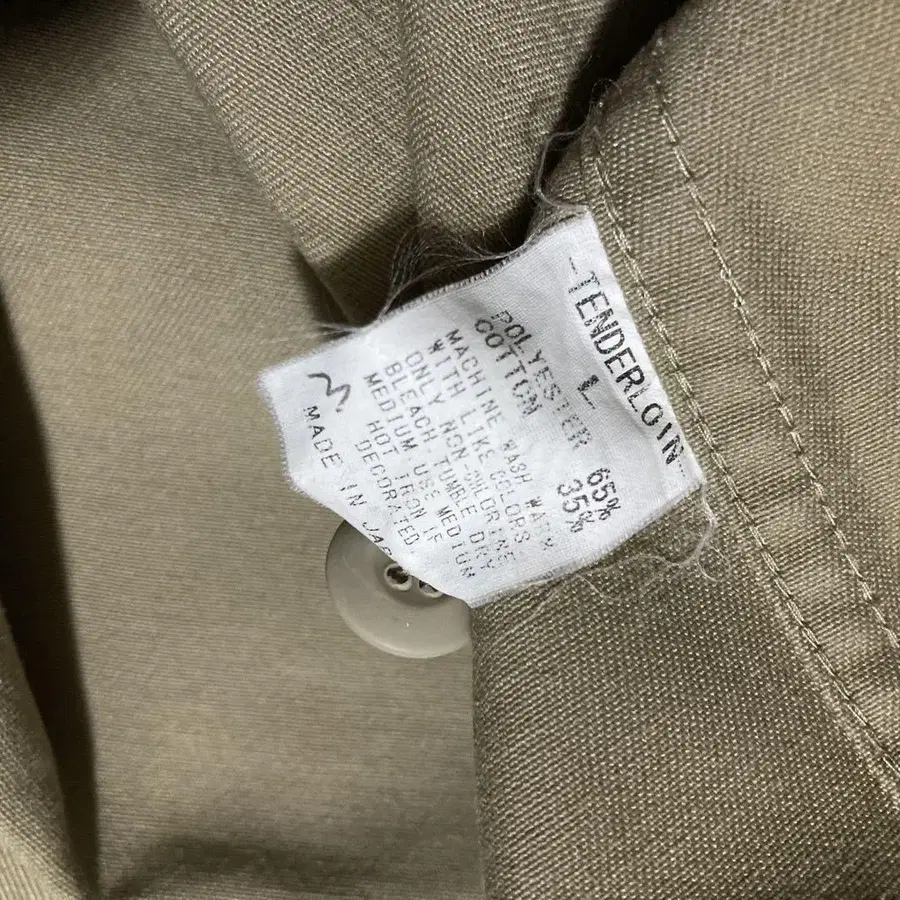 -TENDERLOIN-
L
POLYESTER 65%
COTTON 35%
MACHINE WASH WARM
WITH LIKE COLORS
ONLY NON-CHLORINE
BLEACH.TUMBLE DRY
MEDIUM USE MEDIUM
HOT IRON IF
DECORATED
MADE IN JAP